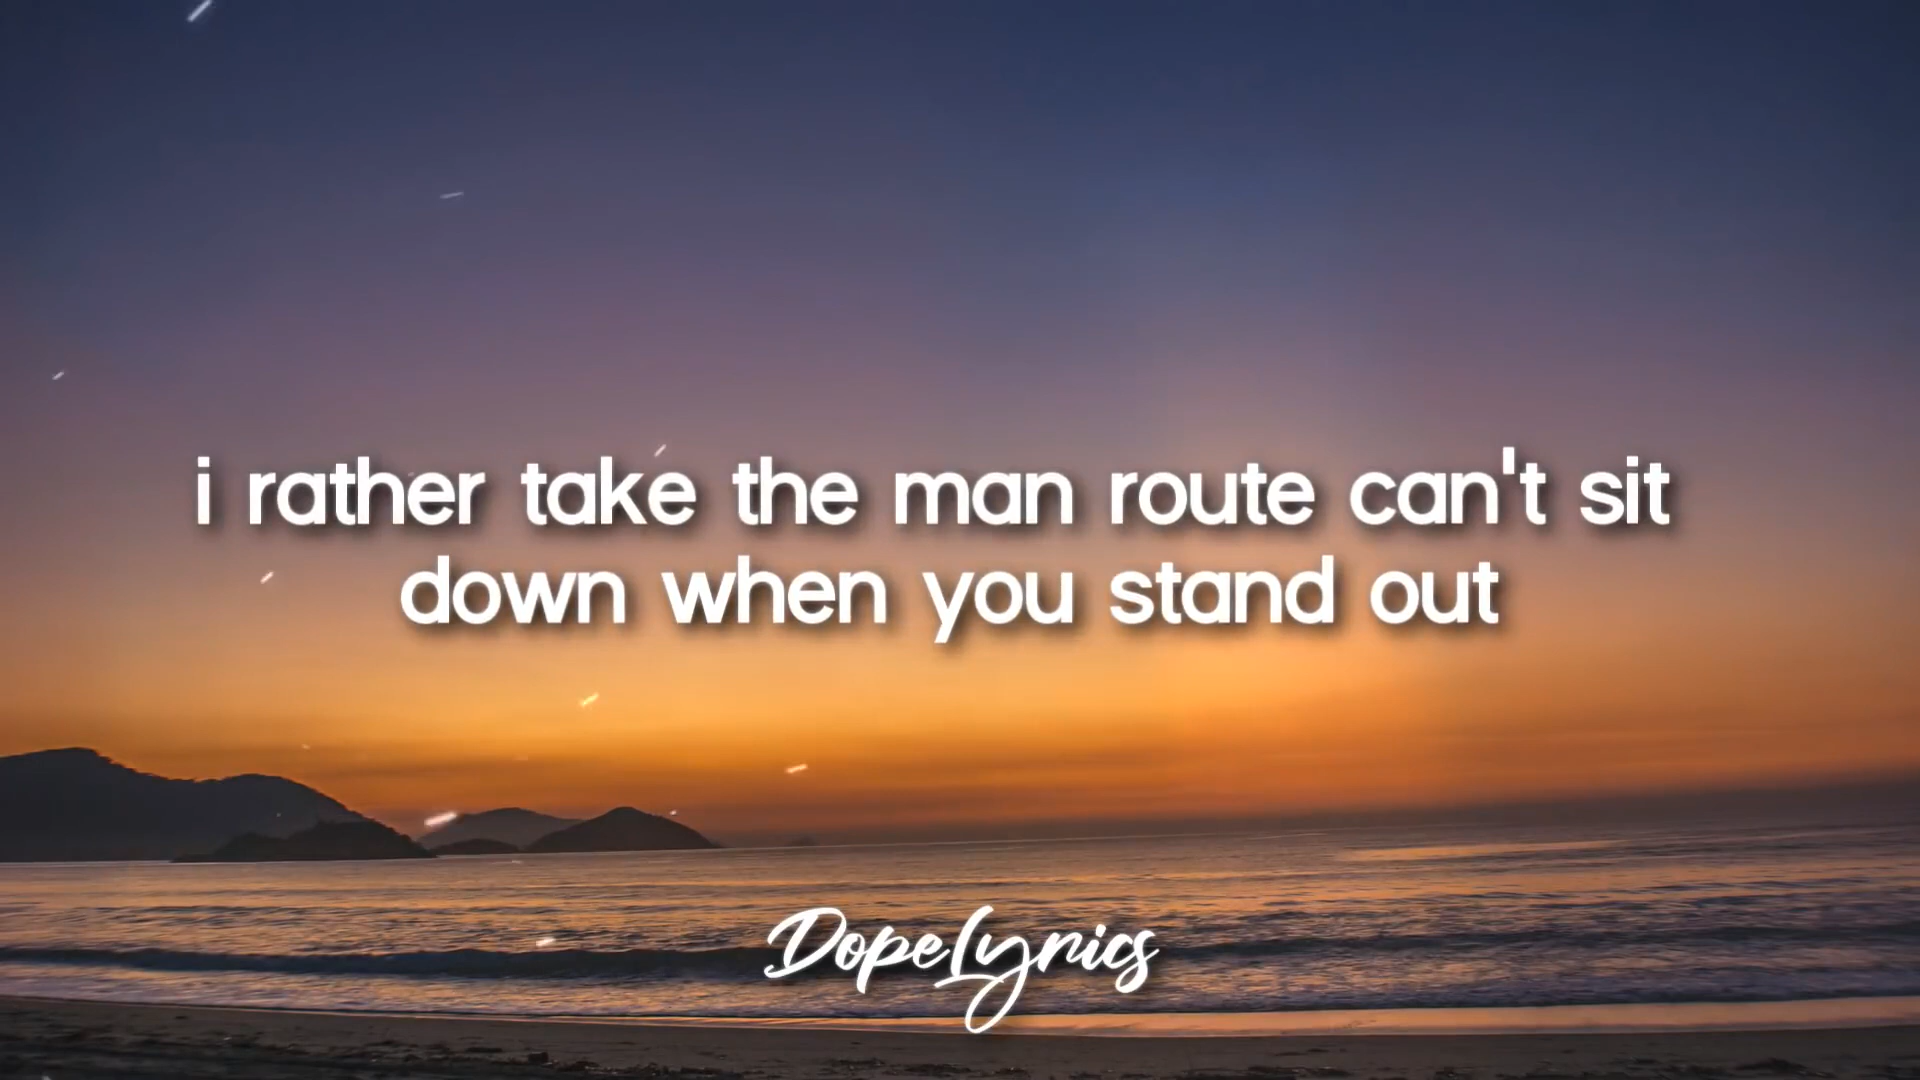 i rather take the man route can't sit
down when you stand out
DopeLyrics